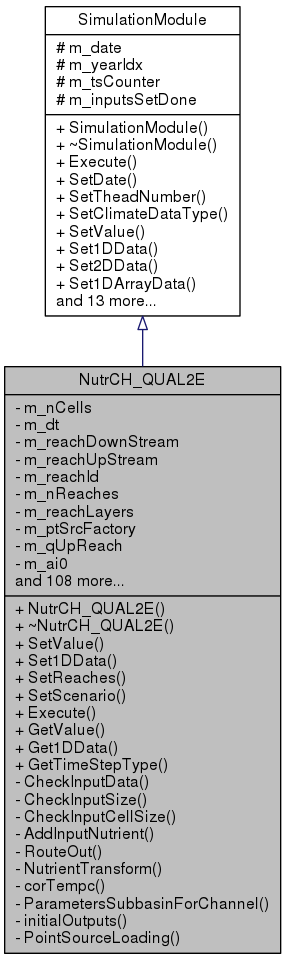 SimulationModule
# m_date
# m_yearIdx
# m_tsCounter
# m_inputsSetDone
+ SimulationModule()
+ ~SimulationModule()
+ Execute()
+ SetDate()
+ SetTheadNumber()
+ SetClimateDataType()
+ SetValue()
+ Set1DData()
+ Set2DData()
+ Set1DArrayData()
and 13 more...
NutrCH_QUAL2E
- m_nCells
- m_dt
- m_reachDownStream
- m_reachUpStream
- m_reachId
- m_nReaches
- m_reachLayers
- m_ptSrcFactory
- m_qUpReach
- m_ai0
and 108 more...
+ NutrCH_QUAL2E()
+ ~NutrCH_QUAL2E()
+ SetValue()
+ Set1DData()
+ SetReaches()
+ SetScenario()
+ Execute()
+ GetValue()
+ Get1DData()
+ GetTimeStepType()
- CheckInputData()
- CheckInputSize()
- CheckInputCellSize()
- AddInputNutrient()
- RouteOut()
- NutrientTransform()
- corTempc()
- ParametersSubbasinForChannel()
- initialOutputs()
- PointSourceLoading()